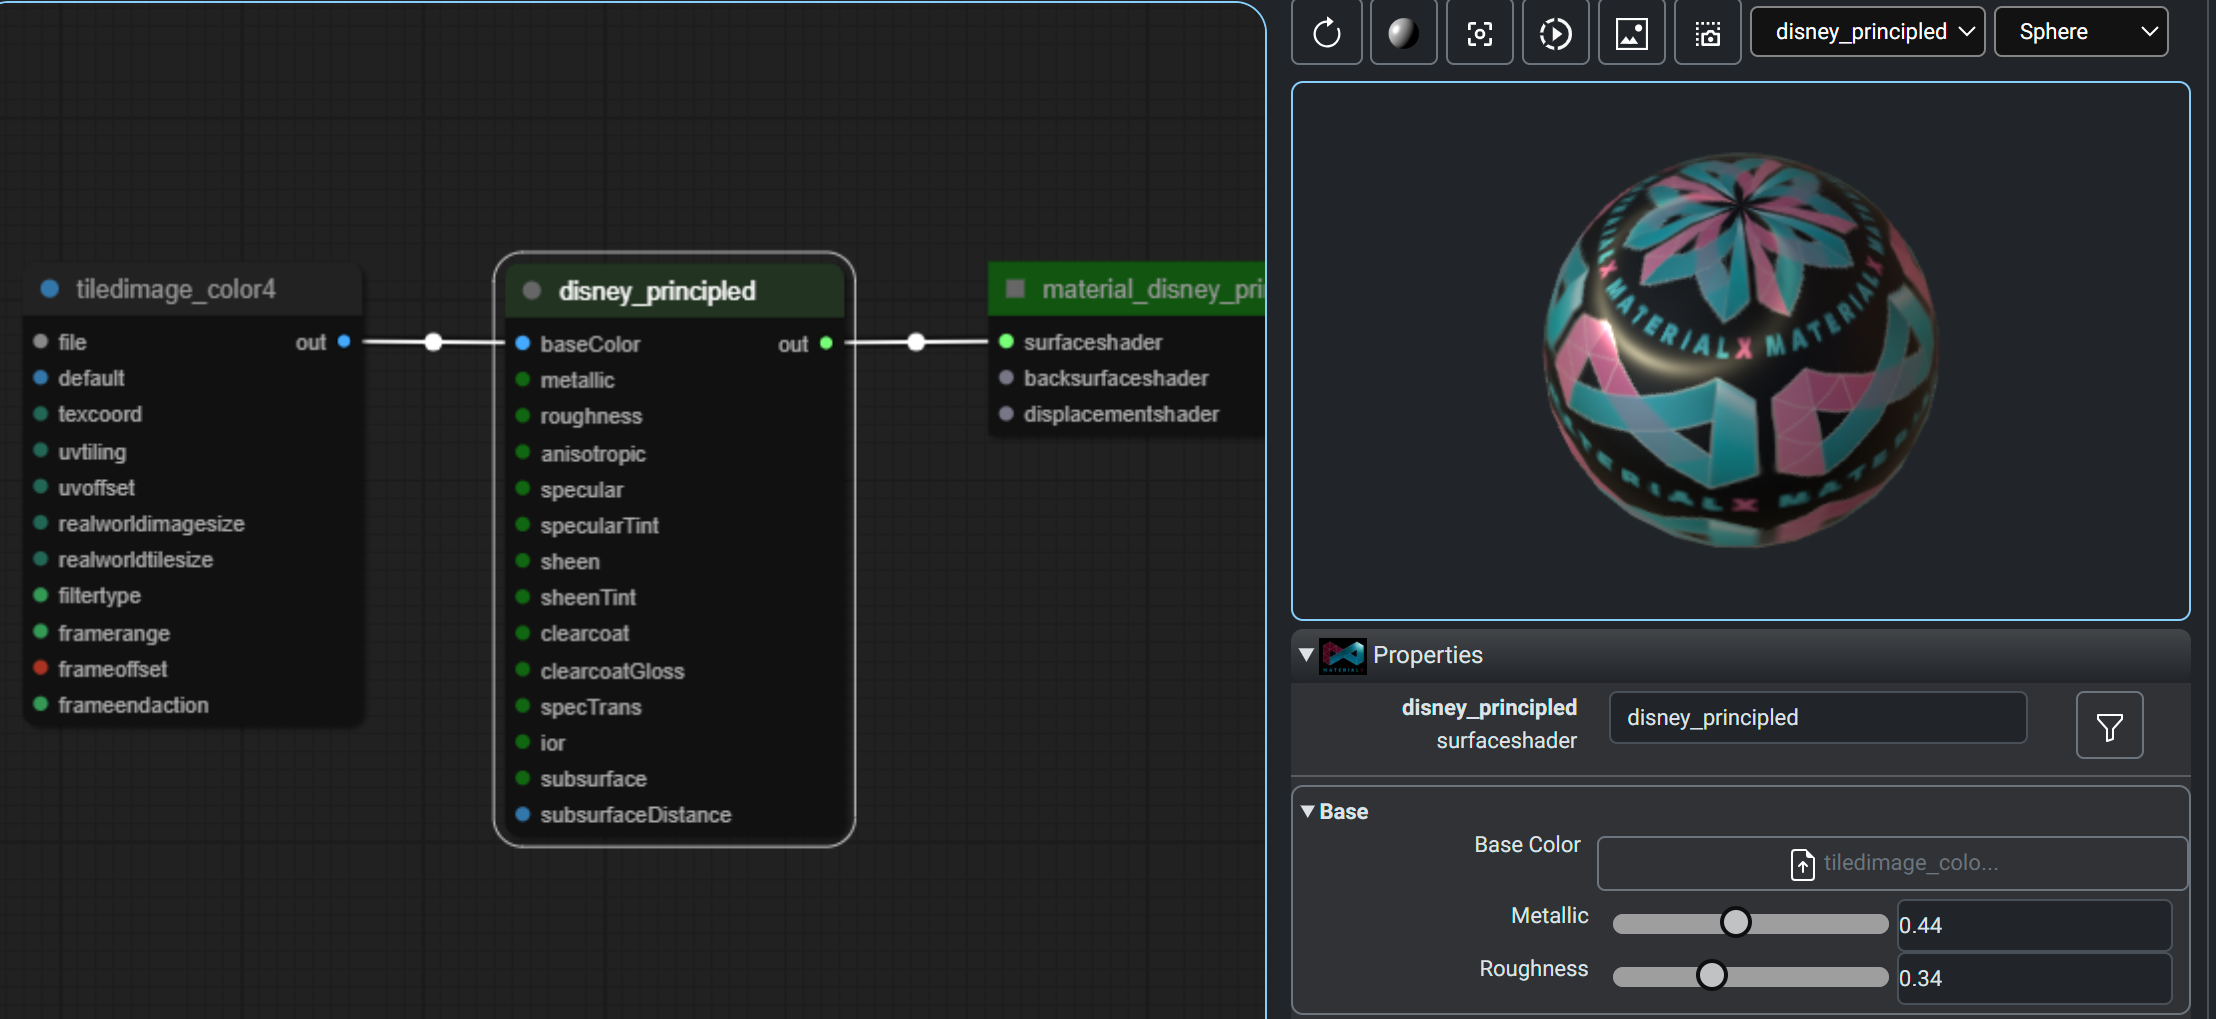 disney_principled
Sphere
tiledimage_color4
file
out
default
texcoord
uvtiling
uvoffset
realworldimagesize
realworldtilesize
filtertype
framerange
frameoffset
frameendaction
disney_principled
baseColor
out
metallic
roughness
anisotropic
specular
specularTint
sheen
sheenTint
clearcoat
clearcoatGloss
specTrans
ior
subsurface
subsurfaceDistance
material_disney_pri
surfaceshader
backsurfaceshader
displacementshader
MATERIALX MATERIALX
MATERIALX MATER
Properties
disney_principled
surfaceshader
disney_principled
Base
Base Color
tiledimage_colo...
Metallic
0.44
Roughness
0.34